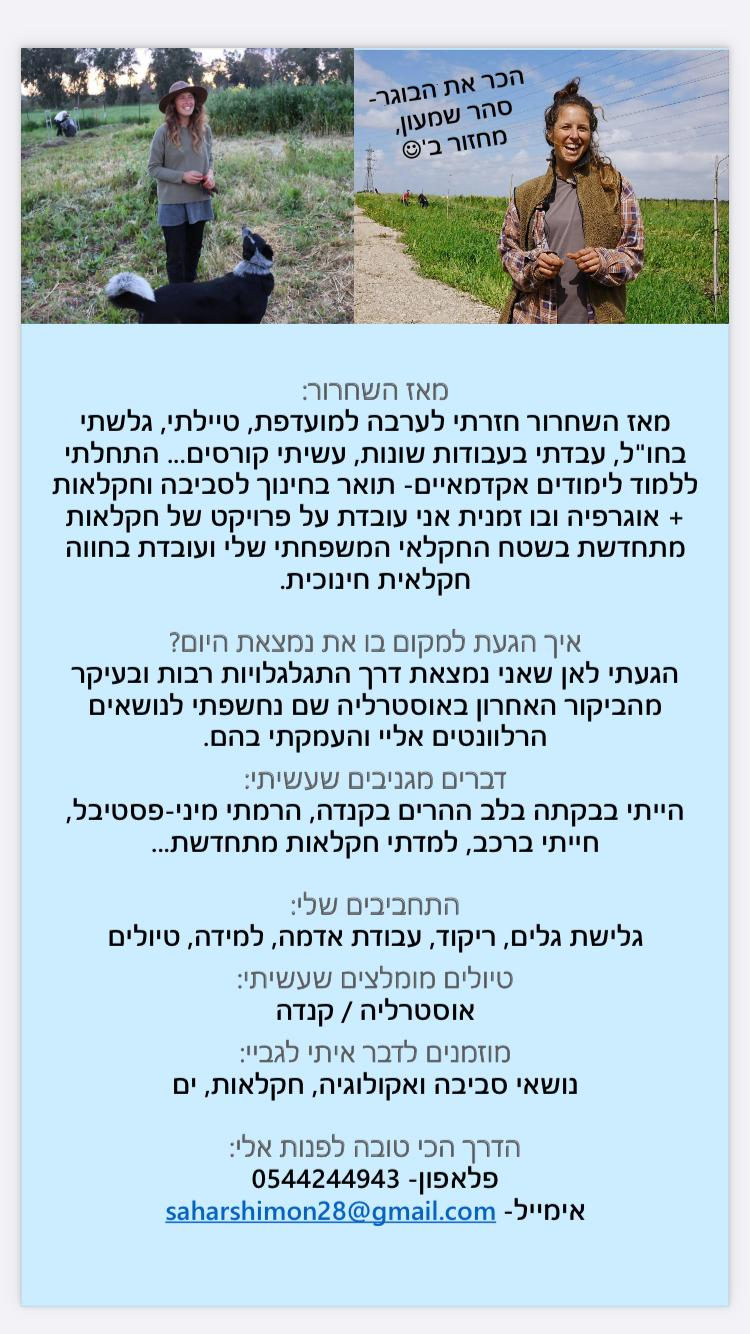 הכר את הבוגר-
סהר שמעון,
מחזור ב'☺
מאז השחרור:
מאז השחרור חזרתי לערבה למועדפת, טיילתי, גלשתי
בחו"ל, עבדתי בעבודות שונות, עשיתי קורסים... התחלתי
ללמוד לימודים אקדמאיים- תואר בחינוך לסביבה וחקלאות
+ אוגרפיה ובו זמנית אני עובדת על פרויקט של חקלאות
מתחדשת בשטח החקלאי המשפחתי שלי ועובדת בחווה
חקלאית חינוכית.
איך הגעת למקום בו את נמצאת היום?
הגעתי לאן שאני נמצאת דרך התגלגלויות רבות ובעיקר
מהביקור האחרון באוסטרליה שם נחשפתי לנושאים
הרלוונטים אליי והעמקתי בהם.
דברים מגניבים שעשיתי:
הייתי בבקתה בלב ההרים בקנדה, הרמתי מיני-פסטיבל,
חייתי ברכב, למדתי חקלאות מתחדשת...
התחביבים שלי:
גלישת גלים, ריקוד, עבודת אדמה, למידה, טיולים
טיולים מומלצים שעשיתי:
אוסטרליה / קנדה
מוזמנים לדבר איתי לגביי:
נושאי סביבה ואקולוגיה, חקלאות, ים
הדרך הכי טובה לפנות אלי:
פלאפון- 0544244943
אימייל- saharshimon28@gmail.com